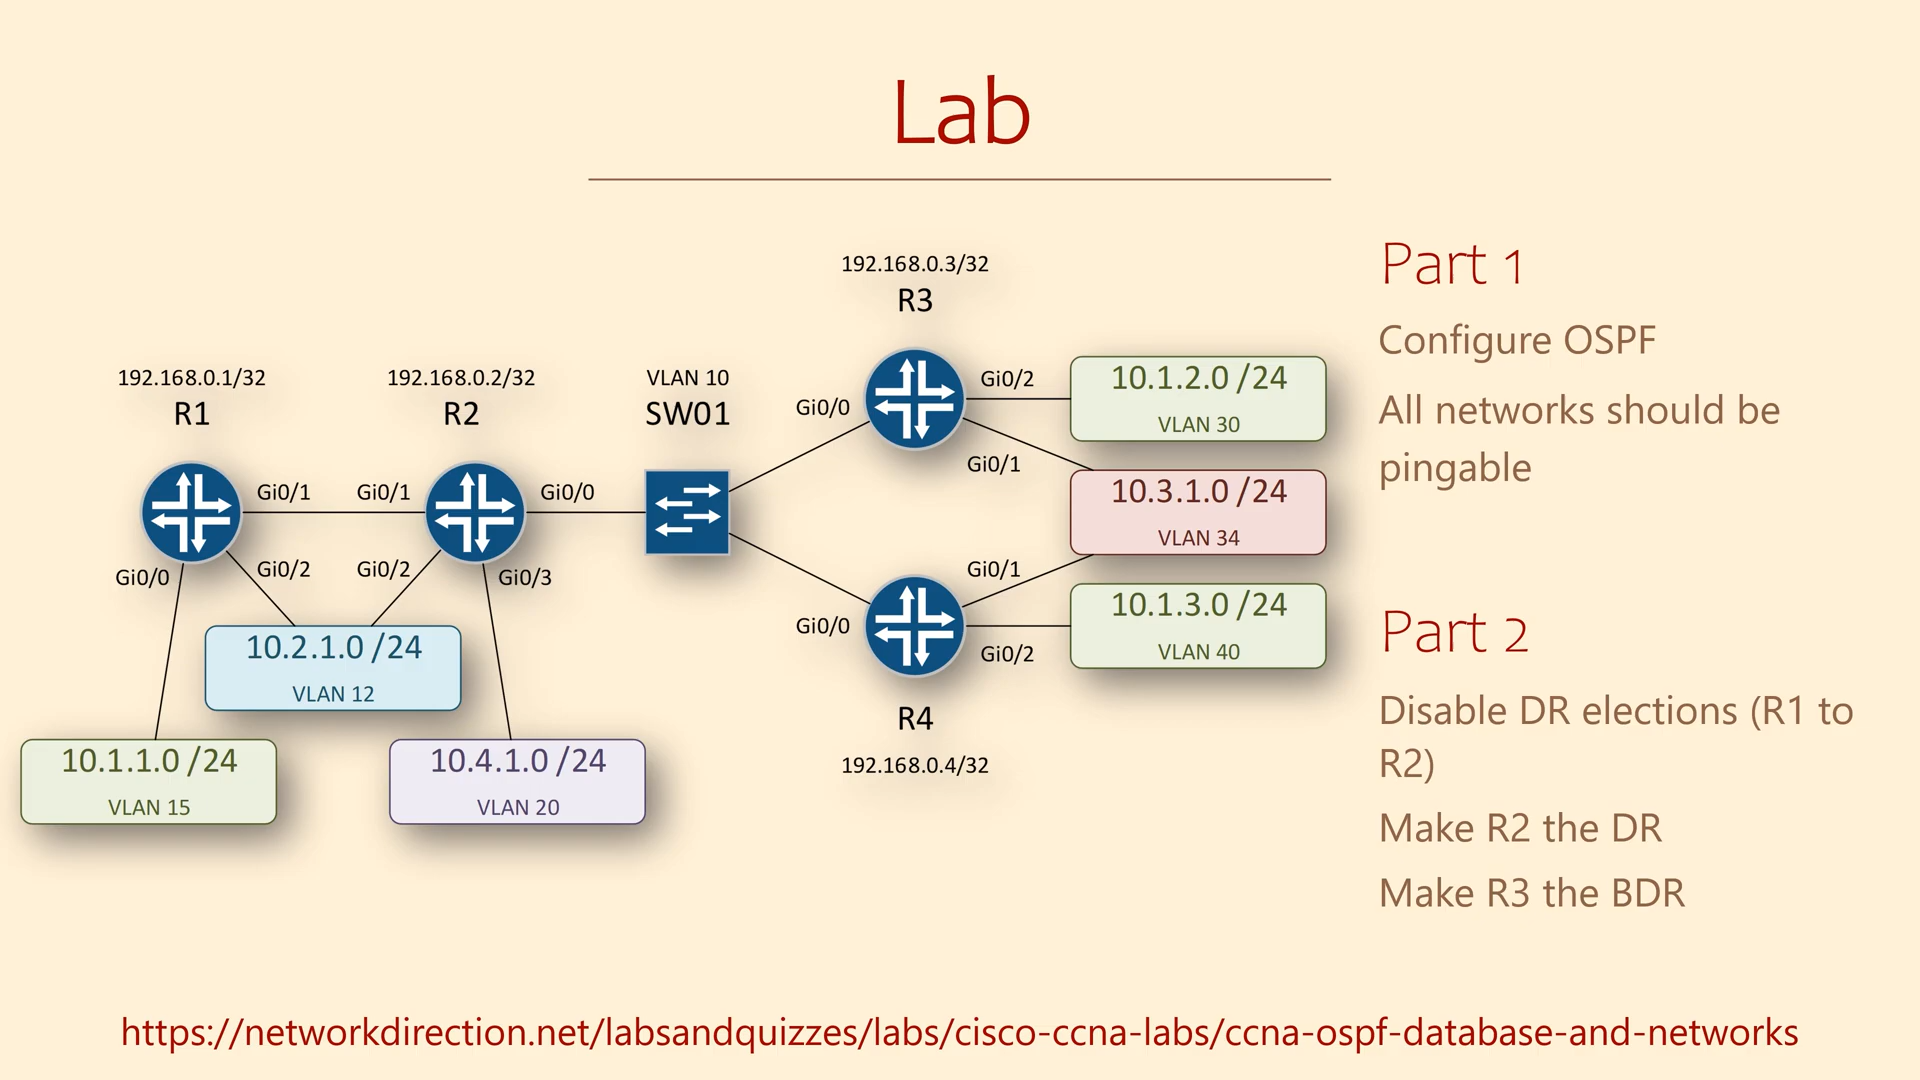 Lab
192.168.0.3/32
R3
192.168.0.1/32
R1
192.168.0.2/32
R2
VLAN 10
SW01
Gi0/0
Gi0/2
Gi0/1
Gi0/1
Gi0/1
Gi0/0
Gi0/0
Gi0/2
Gi0/2
Gi0/3
Gi0/1
Gi0/0
Gi0/2
10.1.2.0 /24
VLAN 30
10.3.1.0 /24
VLAN 34
10.1.3.0 /24
VLAN 40
10.2.1.0 /24
VLAN 12
10.1.1.0 /24
VLAN 15
10.4.1.0 /24
VLAN 20
R4
192.168.0.4/32
Part 1
Configure OSPF
All networks should be
pingable
Part 2
Disable DR elections (R1 to
R2)
Make R2 the DR
Make R3 the BDR
https://networkdirection.net/labsandquizzes/labs/cisco-ccna-labs/ccna-ospf-database-and-networks